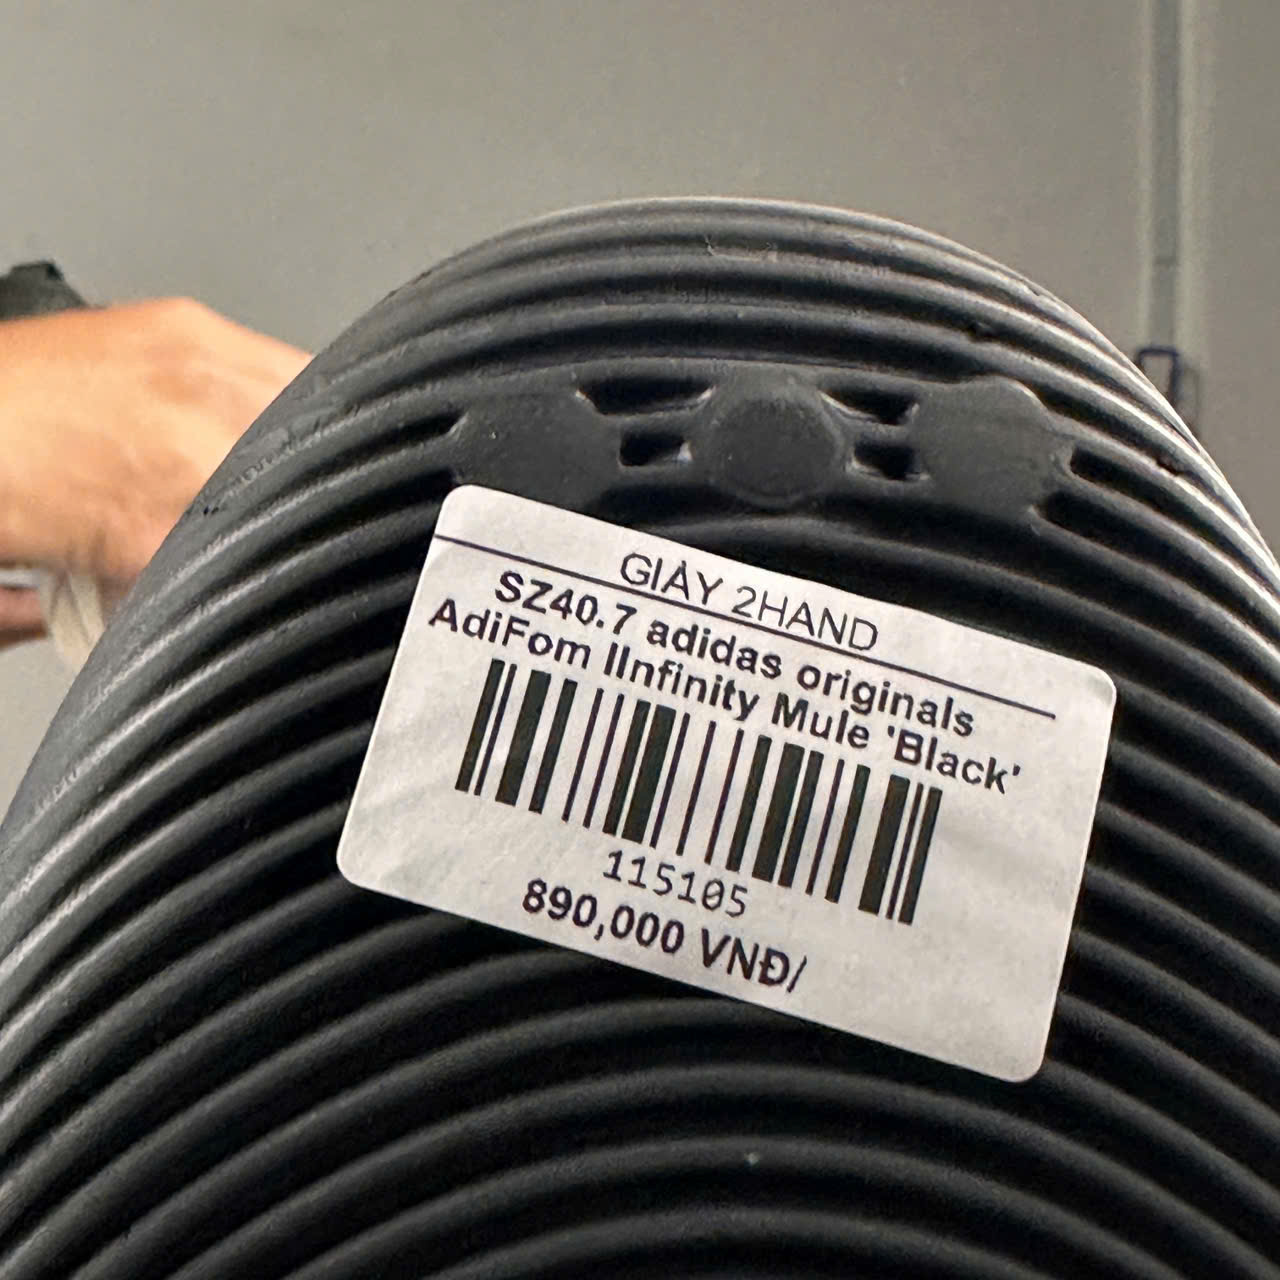 GIÀY 2HAND
SZ40.7 adidas originals
AdiFom IInfinity Mule 'Black'
115105
890,000 VNĐ/